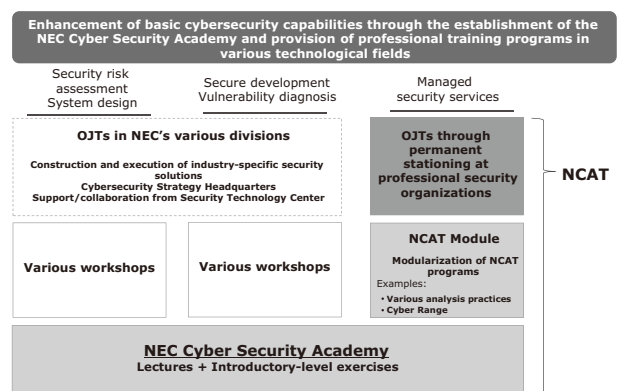 Enhancement of basic cybersecurity capabilities through the establishment of the
NEC Cyber Security Academy and provision of professional training programs in
various technological fields
Security risk
assessment
System design
Secure development
Vulnerability diagnosis
Managed
security services
OJTs in NEC's various divisions
Construction and execution of industry-specific security
solutions
Cybersecurity Strategy Headquarters
Support/collaboration from Security Technology Center
OJTs through
permanent
stationing at
professional security
organizations
NCAT
Various workshops
Various workshops
NCAT Module
Modularization of NCAT
programs
Examples:
• Various analysis practices
• Cyber Range
NEC Cyber Security Academy
Lectures + Introductory-level exercises